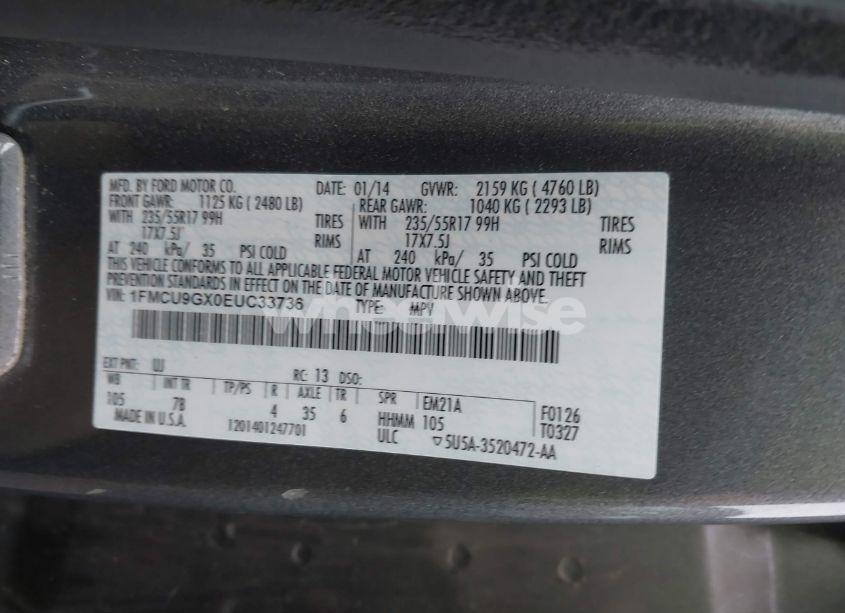 MFD. BY FORD MOTOR CO. DATE: 01/14 GVWR: 2159 KG ( 4760 LB)
FRONT GAWR: 1125 KG ( 2480 LB) REAR GAWR: 1040 KG ( 2293 LB)
WITH 235/55R17 99H TIRES WITH 235/55R17 99H TIRES
17X7.5J RIMS 17X7.5J RIMS
AT 240 kPa/ 35 PSI COLD AT 240 kPa/ 35 PSI COLD
THIS VEHICLE CONFORMS TO ALL APPLICABLE FEDERAL MOTOR VEHICLE SAFETY AND THEFT
PREVENTION STANDARDS IN EFFECT ON THE DATE OF MANUFACTURE SHOWN ABOVE.
VIN: 1FMCU9GX0EUC33736 TYPE: MPV
wheelwise
EXT PNT: UJ RC: 13 DSO:
WB INT TR TP/PS R AXLE TR SPR EM21A F0126
105 7B 4 35 6 HHMM 105 T0327
MADE IN U.S.A. 1201401247701 ULC ▽5U5A-3520472-AA